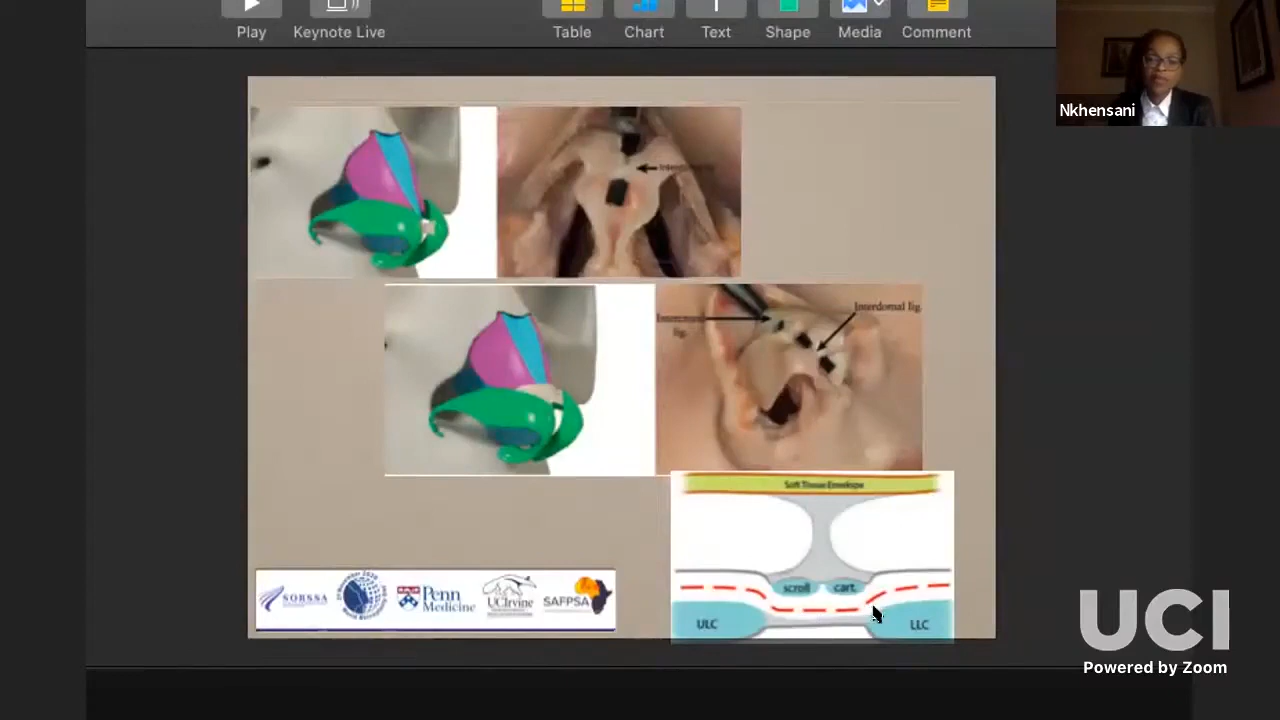 Play
Keynote Live
Table
Chart
Text
Shape
Media
Comment
Nkhensani
Interdomal lig.
lig.
Soft Tissue Envelope
scroll
cart.
ULC
LLC
SORSSA
Penn
Medicine
UCIrvine
SAFPSA
UCI
Powered by Zoom